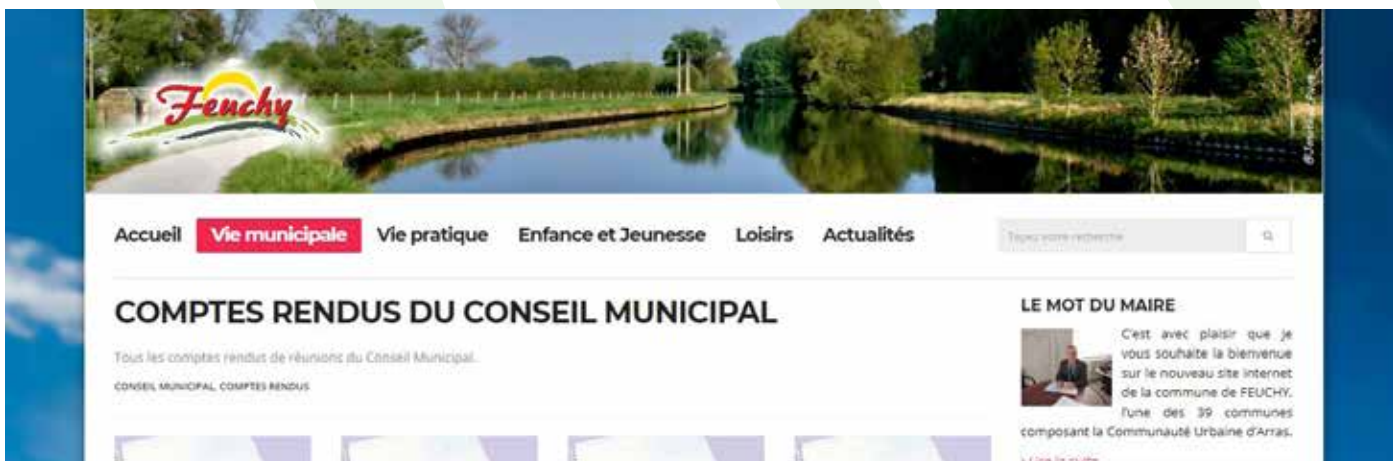 Feuchy
Accueil Vie municipale Vie pratique Enfance et Jeunesse Loisirs Actualités
Tapez votre recherche
COMPTES RENDUS DU CONSEIL MUNICIPAL
Tous les comptes rendus de réunions du Conseil Municipal.
CONSEIL MUNICIPAL, COMPTES RENDUS
LE MOT DU MAIRE
C'est avec plaisir que je
vous souhaite la bienvenue
sur le nouveau site internet
de la commune de FEUCHY,
l'une des 39 communes
composant la Communauté Urbaine d'Arras.
> Lire la suite